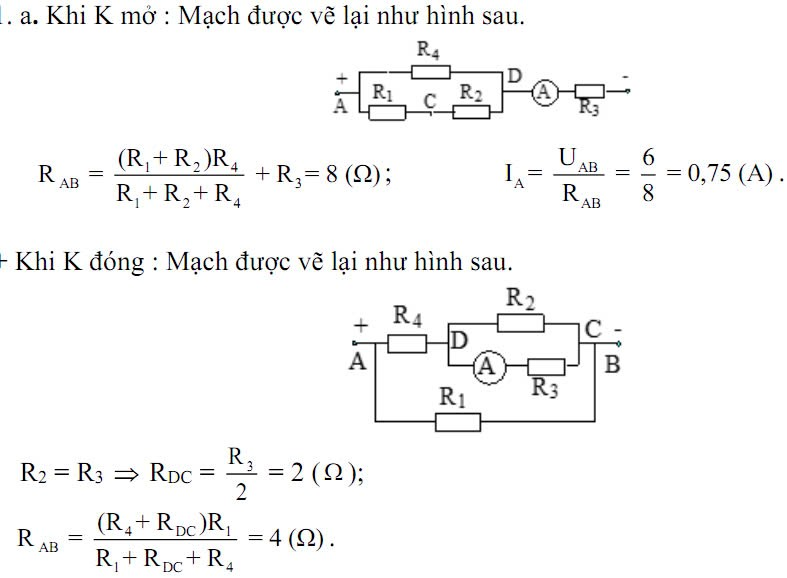 1. a. Khi K mở : Mạch được vẽ lại như hình sau.
R₄
+ D -
A R₁ C R₂ A R₃
R_AB = (R₁ + R₂)R₄ / (R₁ + R₂ + R₄) + R₃ = 8 (Ω) ; I_A = U_AB / R_AB = 6 / 8 = 0,75 (A) .
+ Khi K đóng : Mạch được vẽ lại như hình sau.
R₂
+ R₄ D C -
A A R₃ B
R₁
R₂ = R₃ ⇒ R_DC = R₃ / 2 = 2 ( Ω );
R_AB = (R₄ + R_DC)R₁ / (R₁ + R_DC + R₄) = 4 (Ω) .